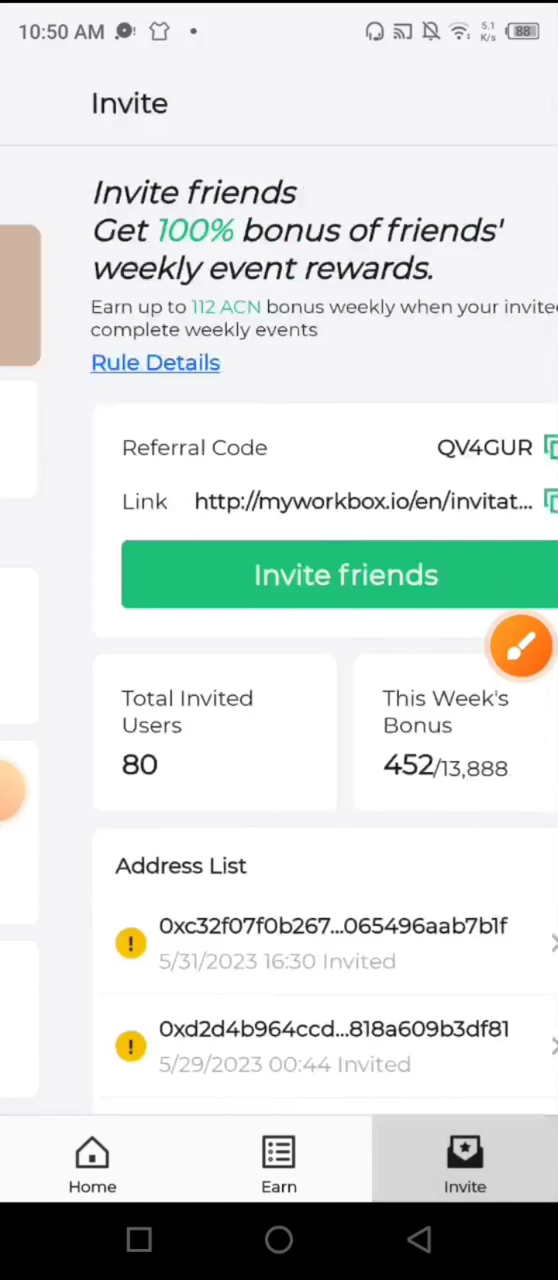 10:50 AM
5.1
K/s
88
Invite
Invite friends
Get 100% bonus of friends'
weekly event rewards.
Earn up to 112 ACN bonus weekly when your invite
complete weekly events
Rule Details
Referral Code QV4GUR
Link http://myworkbox.io/en/invitat...
Invite friends
Total Invited
Users
80
This Week's
Bonus
452/13,888
Address List
0xc32f07f0b267...065496aab7b1f
5/31/2023 16:30 Invited
0xd2d4b964ccd...818a609b3df81
5/29/2023 00:44 Invited
Home
Earn
Invite